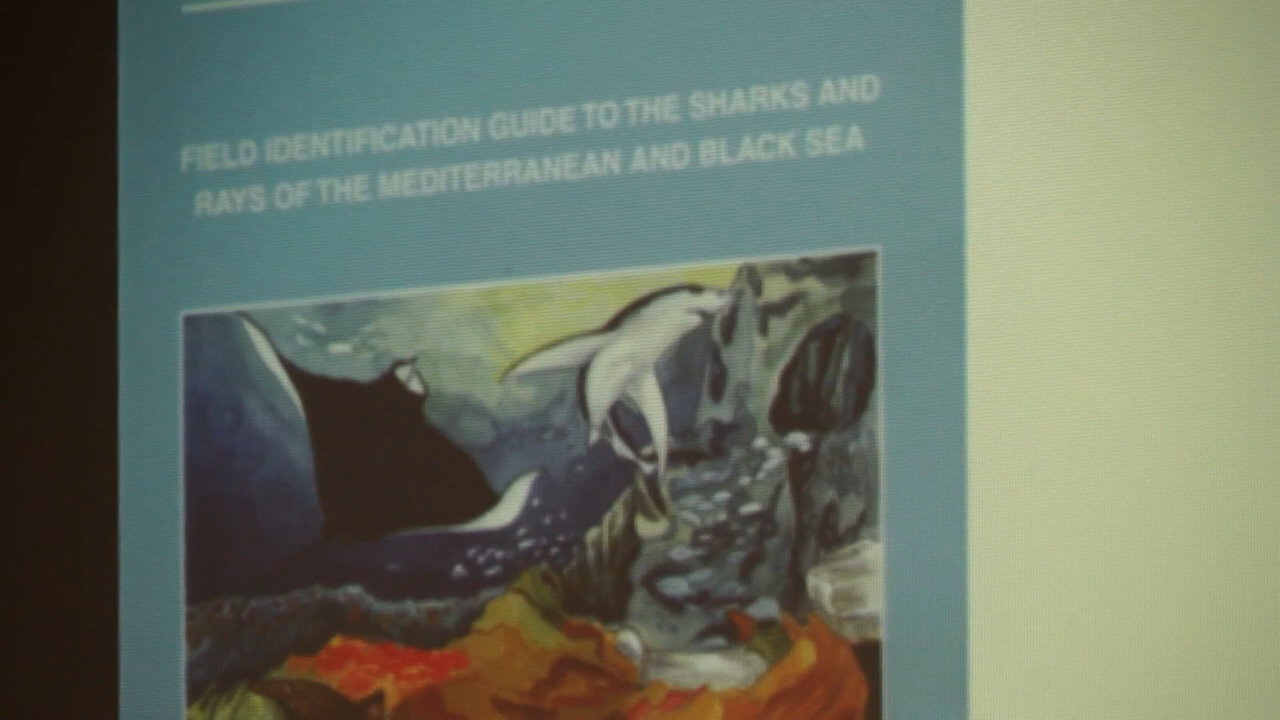 FIELD IDENTIFICATION GUIDE TO THE SHARKS AND
RAYS OF THE MEDITERRANEAN AND BLACK SEA